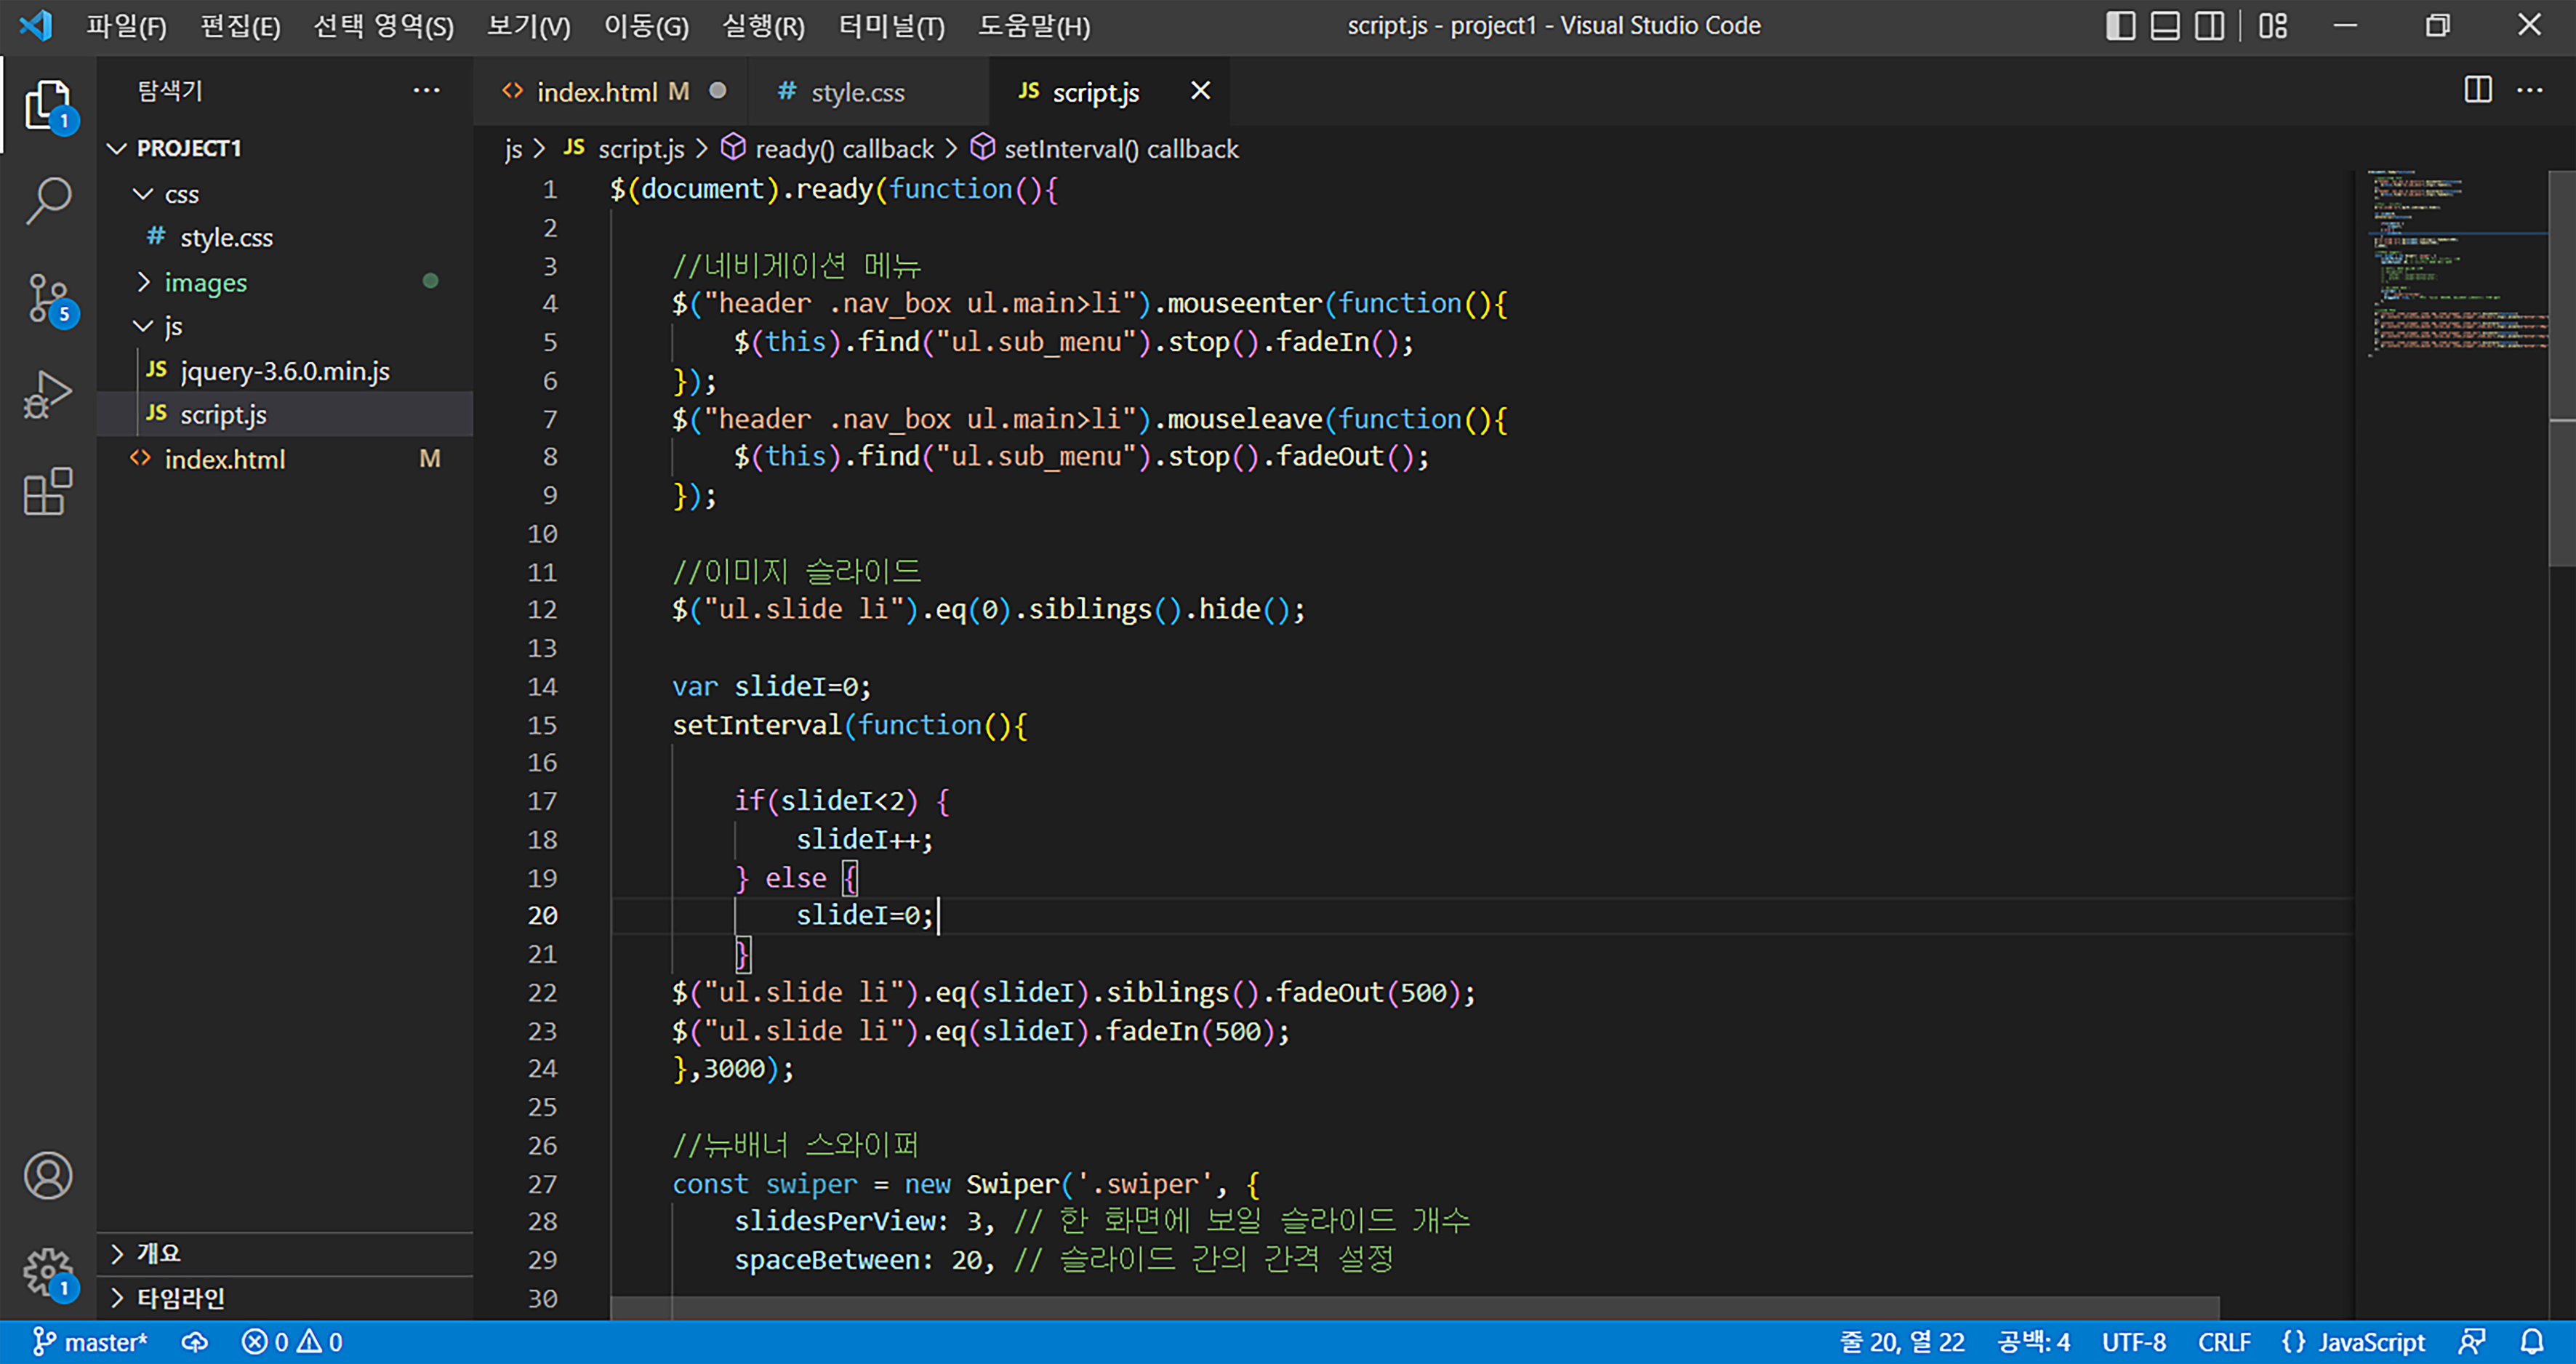 파일(F) 편집(E) 선택 영역(S) 보기(V) 이동(G) 실행(R) 터미널(T) 도움말(H) script.js - project1 - Visual Studio Code
탐색기 ···
index.html M
style.css
JS script.js
1
PROJECT1
css
# style.css
images
js
JS jquery-3.6.0.min.js
JS script.js
index.html M
5
js > JS script.js > ready() callback > setInterval() callback
1 $(document).ready(function(){
2
3 //네비게이션 메뉴
4 $("header .nav_box ul.main>li").mouseenter(function(){
5 $(this).find("ul.sub_menu").stop().fadeIn();
6 });
7 $("header .nav_box ul.main>li").mouseleave(function(){
8 $(this).find("ul.sub_menu").stop().fadeOut();
9 });
10
11 //이미지 슬라이드
12 $("ul.slide li").eq(0).siblings().hide();
13
14 var slideI=0;
15 setInterval(function(){
16
17 if(slideI<2) {
18 slideI++;
19 } else {
20 slideI=0;
21 }
22 $("ul.slide li").eq(slideI).siblings().fadeOut(500);
23 $("ul.slide li").eq(slideI).fadeIn(500);
24 },3000);
25
26 //뉴배너 스와이퍼
27 const swiper = new Swiper('.swiper', {
28 slidesPerView: 3, // 한 화면에 보일 슬라이드 개수
29 spaceBetween: 20, // 슬라이드 간의 간격 설정
30
개요
타임라인
1
master* 0 0 줄 20, 열 22 공백: 4 UTF-8 CRLF {} JavaScript